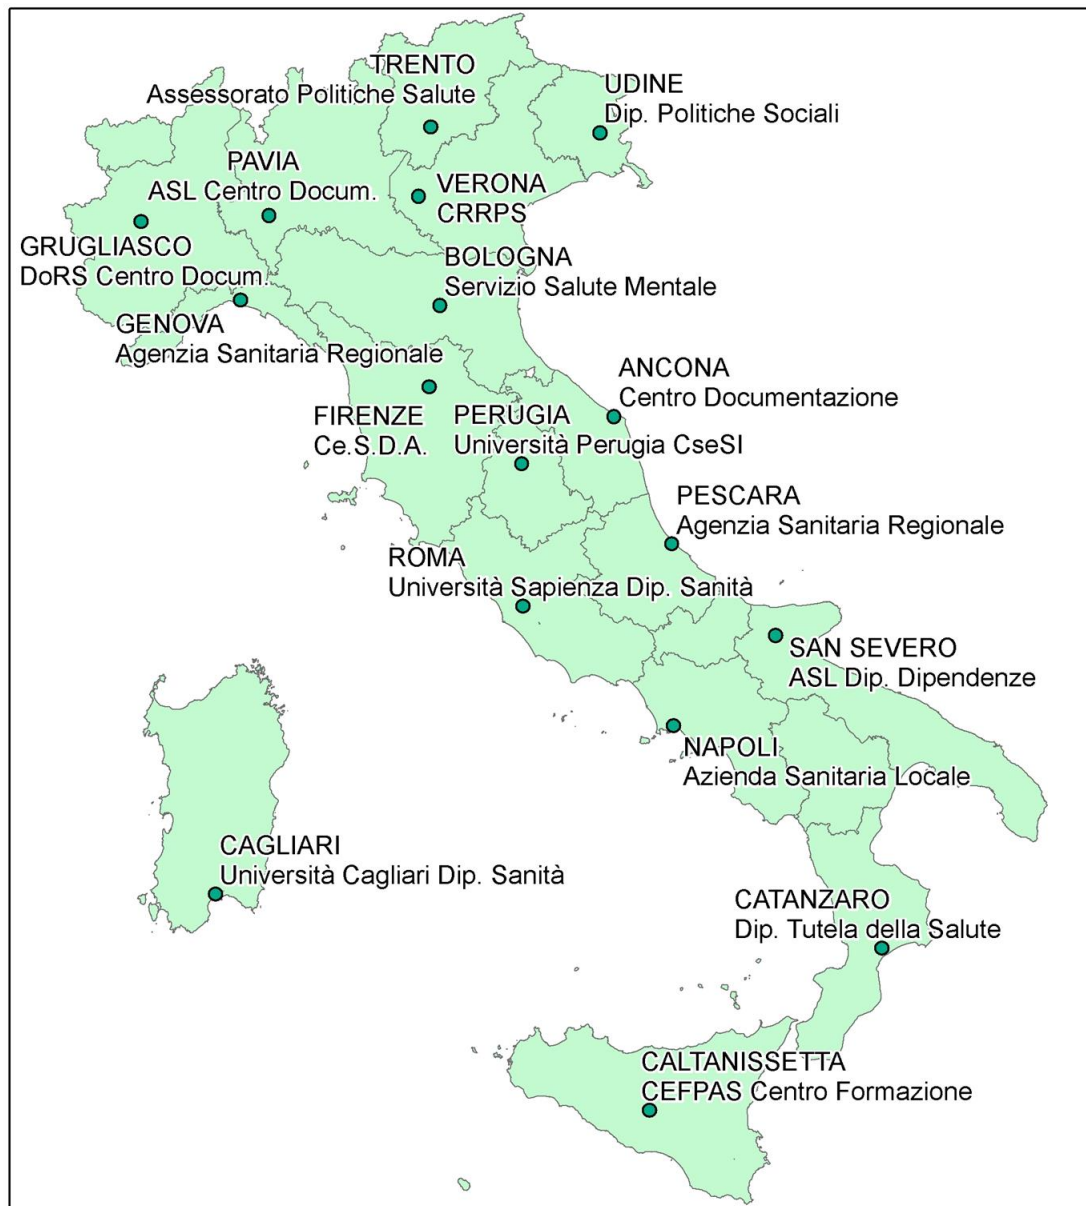 TRENTO
Assessorato Politiche Salute
UDINE
Dip. Politiche Sociali
PAVIA
ASL Centro Docum.
VERONA
CRRPS
GRUGLIASCO
DoRS Centro Docum.
BOLOGNA
Servizio Salute Mentale
GENOVA
Agenzia Sanitaria Regionale
ANCONA
Centro Documentazione
FIRENZE
Ce.S.D.A.
PERUGIA
Università Perugia CseSI
PESCARA
Agenzia Sanitaria Regionale
ROMA
Università Sapienza Dip. Sanità
SAN SEVERO
ASL Dip. Dipendenze
NAPOLI
Azienda Sanitaria Locale
CAGLIARI
Università Cagliari Dip. Sanità
CATANZARO
Dip. Tutela della Salute
CALTANISSETTA
CEFPAS Centro Formazione